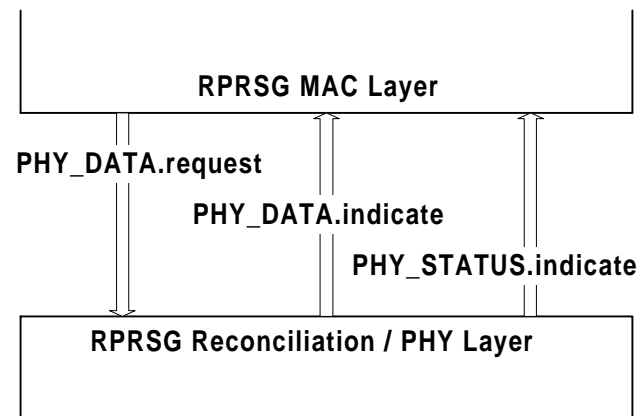 RPRSG MAC Layer
PHY_DATA.request
PHY_DATA.indicate
PHY_STATUS.indicate
RPRSG Reconciliation / PHY Layer